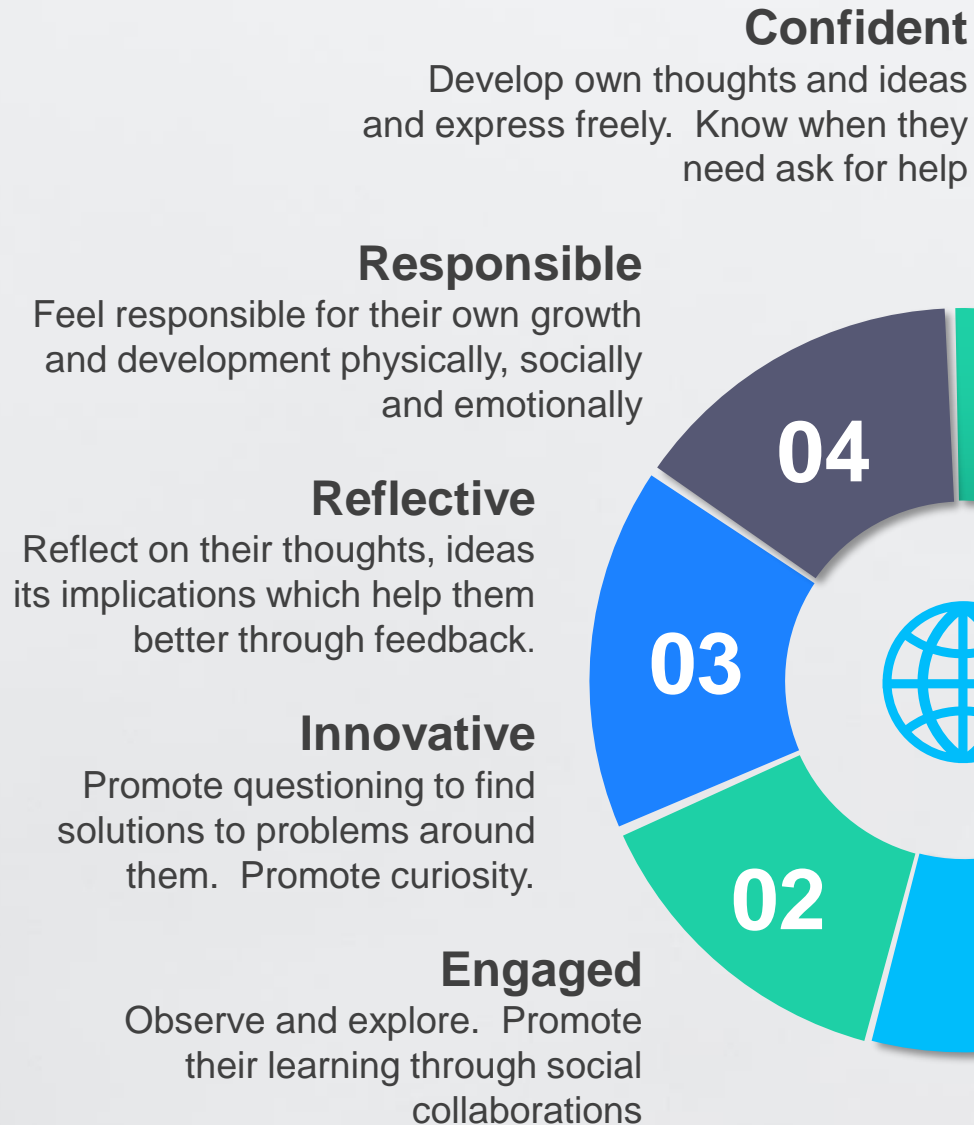 Confident
Develop own thoughts and ideas
and express freely.  Know when they
need ask for help
Responsible
Feel responsible for their own growth
and development physically, socially
and emotionally
04
Reflective
Reflect on their thoughts, ideas
its implications which help them
better through feedback.
03
Innovative
Promote questioning to find
solutions to problems around
them.  Promote curiosity.
02
Engaged
Observe and explore.  Promote
their learning through social
collaborations